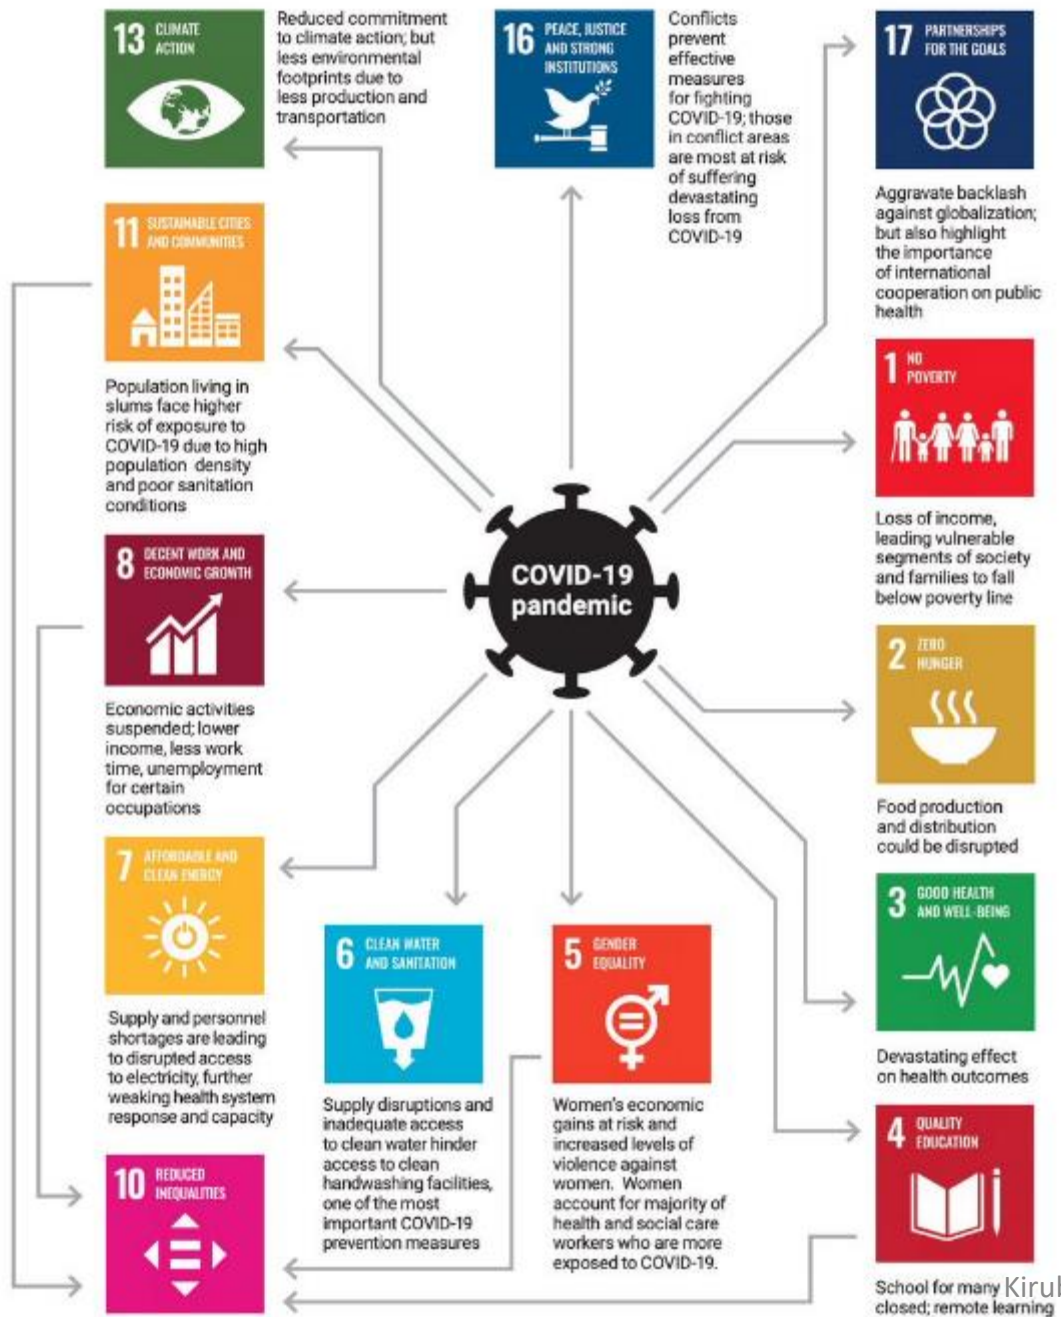 13 CLIMATE
ACTION
Reduced commitment
to climate action; but
less environmental
footprints due to
less production and
transportation
16 PEACE, JUSTICE
AND STRONG
INSTITUTIONS
Conflicts
prevent
effective
measures
for fighting
COVID-19; those
in conflict areas
are most at risk
of suffering
devastating
loss from
COVID-19
17 PARTNERSHIPS
FOR THE GOALS
Aggravate backlash
against globalization;
but also highlight
the importance
of international
cooperation on public
health
11 SUSTAINABLE CITIES
AND COMMUNITIES
Population living in
slums face higher
risk of exposure to
COVID-19 due to high
population density
and poor sanitation
conditions
1 NO
POVERTY
Loss of income,
leading vulnerable
segments of society
and families to fall
below poverty line
COVID-19
pandemic
8 DECENT WORK AND
ECONOMIC GROWTH
Economic activities
suspended; lower
income, less work
time, unemployment
for certain
occupations
2 ZERO
HUNGER
Food production
and distribution
could be disrupted
7 AFFORDABLE AND
CLEAN ENERGY
Supply and personnel
shortages are leading
to disrupted access
to electricity, further
weaking health system
response and capacity
3 GOOD HEALTH
AND WELL-BEING
Devastating effect
on health outcomes
6 CLEAN WATER
AND SANITATION
Supply disruptions and
inadequate access
to clean water hinder
access to clean
handwashing facilities,
one of the most
important COVID-19
prevention measures
5 GENDER
EQUALITY
Women's economic
gains at risk and
increased levels of
violence against
women. Women
account for majority of
health and social care
workers who are more
exposed to COVID-19.
4 QUALITY
EDUCATION
School for many
closed; remote learning
10 REDUCED
INEQUALITIES